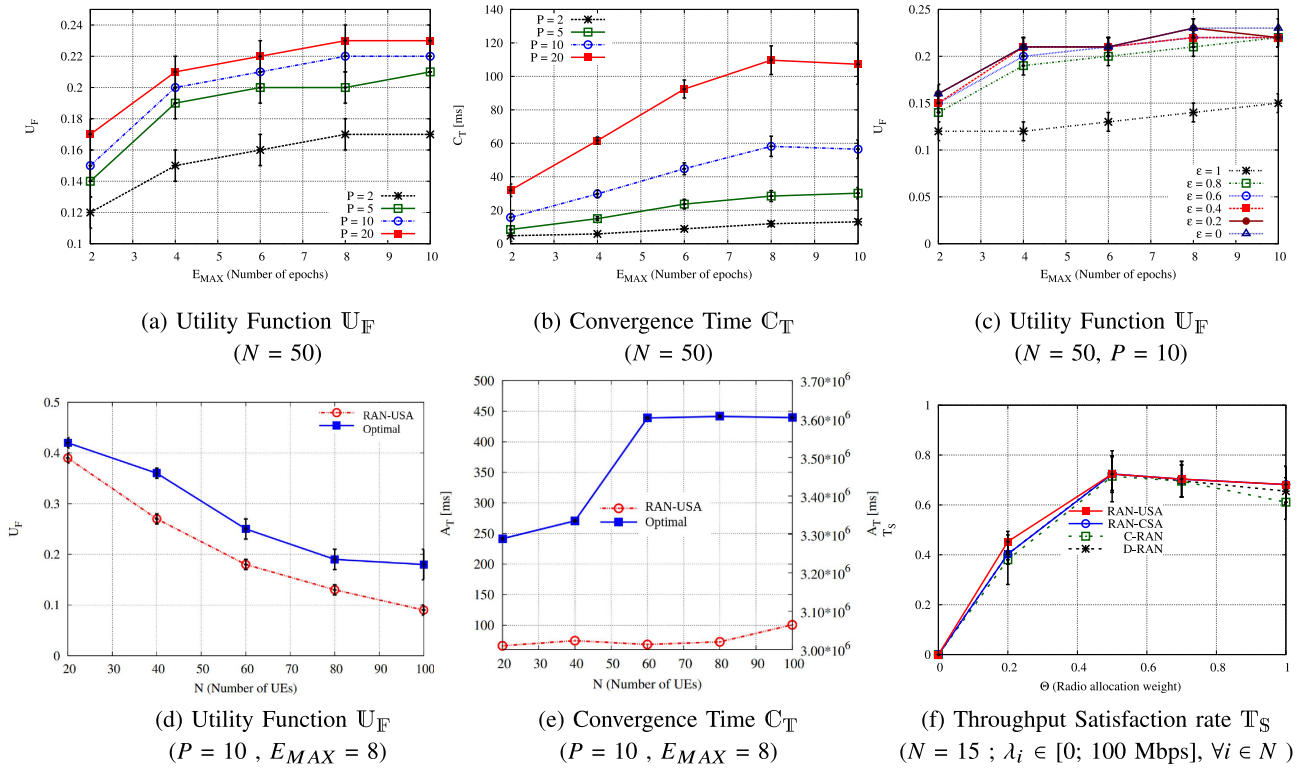 0.24
0.22
0.2
0.18
0.16
0.14
0.12
0.1
U_F
2 3 4 5 6 7 8 9 10
E_MAX (Number of epochs)
P = 2
P = 5
P = 10
P = 20
(a) Utility Function 𝕌_𝔽
(N = 50)
140
120
100
80
60
40
20
0
C_T [ms]
2 3 4 5 6 7 8 9 10
E_MAX (Number of epochs)
P = 2
P = 5
P = 10
P = 20
(b) Convergence Time ℂ_𝕋
(N = 50)
0.25
0.2
0.15
0.1
0.05
0
U_F
2 3 4 5 6 7 8 9 10
E_MAX (Number of epochs)
ε = 1
ε = 0.8
ε = 0.6
ε = 0.4
ε = 0.2
ε = 0
(c) Utility Function 𝕌_𝔽
(N = 50, P = 10)
0.5
0.4
0.3
0.2
0.1
U_F
20 30 40 50 60 70 80 90 100
N (Number of UEs)
RAN-USA
Optimal
(d) Utility Function 𝕌_𝔽
(P = 10 , E_MAX = 8)
500
450
400
350
300
250
200
150
100
A_T [ms]
3.70*10^6
3.60*10^6
3.50*10^6
3.40*10^6
3.30*10^6
3.20*10^6
3.10*10^6
3.00*10^6
A_T [ms]
20 30 40 50 60 70 80 90 100
N (Number of UEs)
RAN-USA
Optimal
(e) Convergence Time ℂ_𝕋
(P = 10 , E_MAX = 8)
1
0.8
0.6
0.4
0.2
0
T_S
0 0.2 0.4 0.6 0.8 1
Θ (Radio allocation weight)
RAN-USA
RAN-CSA
C-RAN
D-RAN
(f) Throughput Satisfaction rate 𝕋_𝕊
(N = 15 ; λ_i ∈ [0; 100 Mbps], ∀i ∈ N )